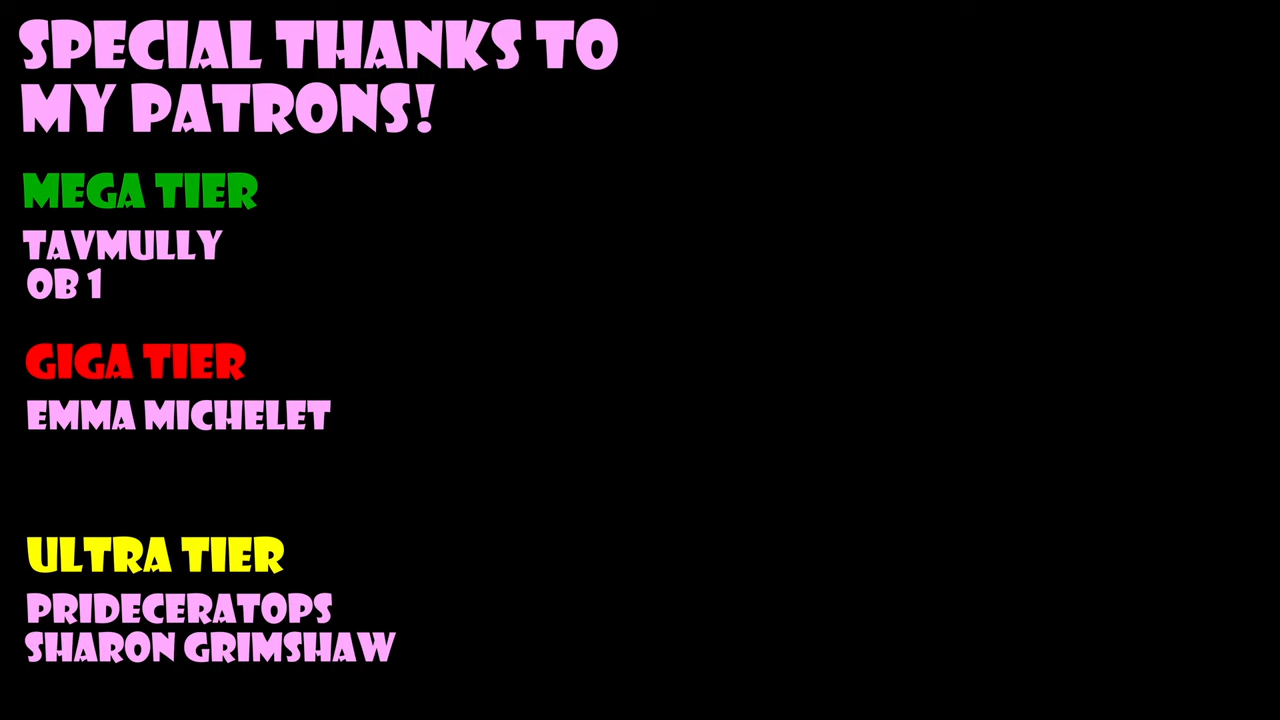 SPECIAL THANKS TO
MY PATRONS!
MEGA TIER
TAVMULLY
OB 1
GIGA TIER
EMMA MICHELET
ULTRA TIER
PRIDECERATOPS
SHARON GRIMSHAW